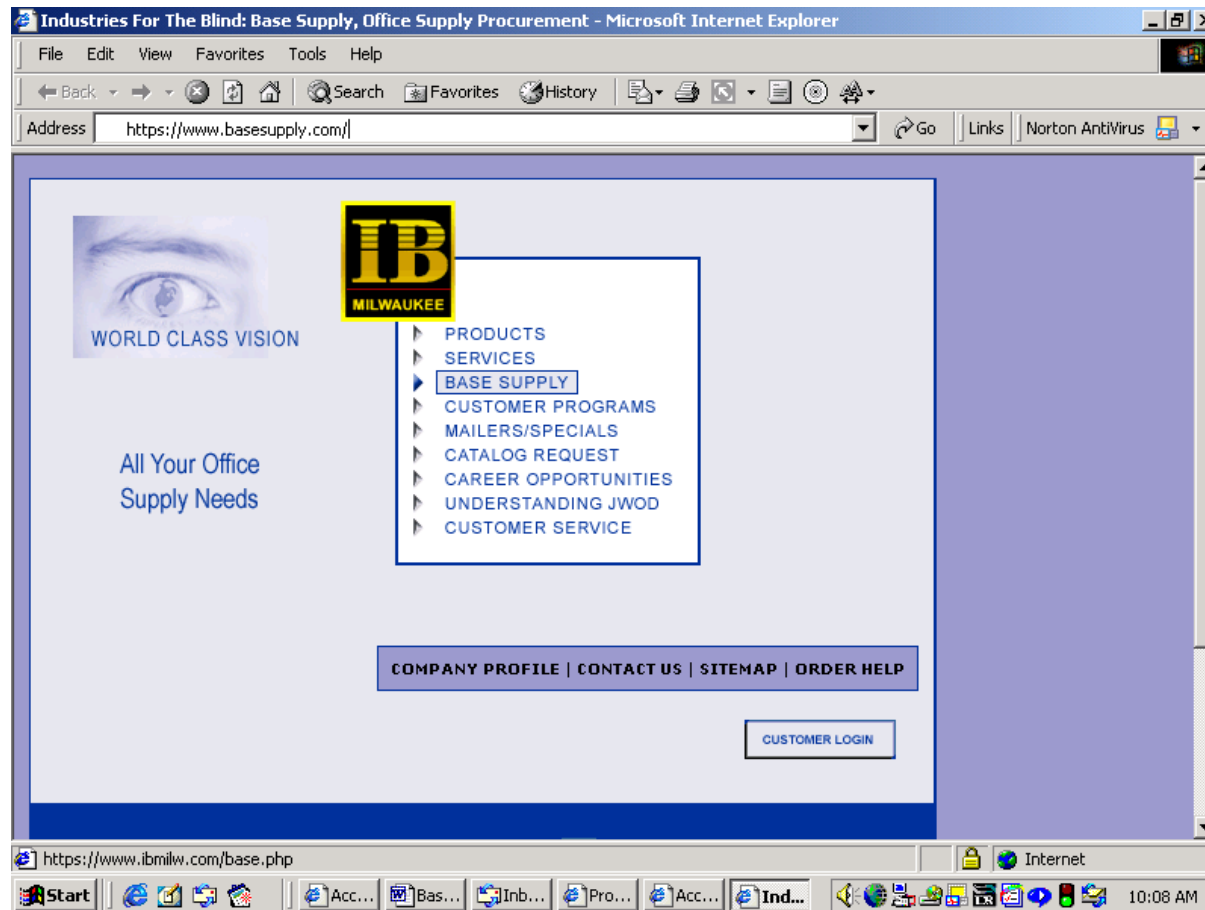 Industries For The Blind: Base Supply, Office Supply Procurement - Microsoft Internet Explorer
File Edit View Favorites Tools Help
Back Search Favorites History
Address https://www.basesupply.com/ Go Links Norton AntiVirus
IB
MILWAUKEE
WORLD CLASS VISION
All Your Office
Supply Needs
PRODUCTS
SERVICES
BASE SUPPLY
CUSTOMER PROGRAMS
MAILERS/SPECIALS
CATALOG REQUEST
CAREER OPPORTUNITIES
UNDERSTANDING JWOD
CUSTOMER SERVICE
COMPANY PROFILE | CONTACT US | SITEMAP | ORDER HELP
CUSTOMER LOGIN
https://www.ibmilw.com/base.php Internet
Start Acc... Bas... Inb... Pro... Acc... Ind... 10:08 AM